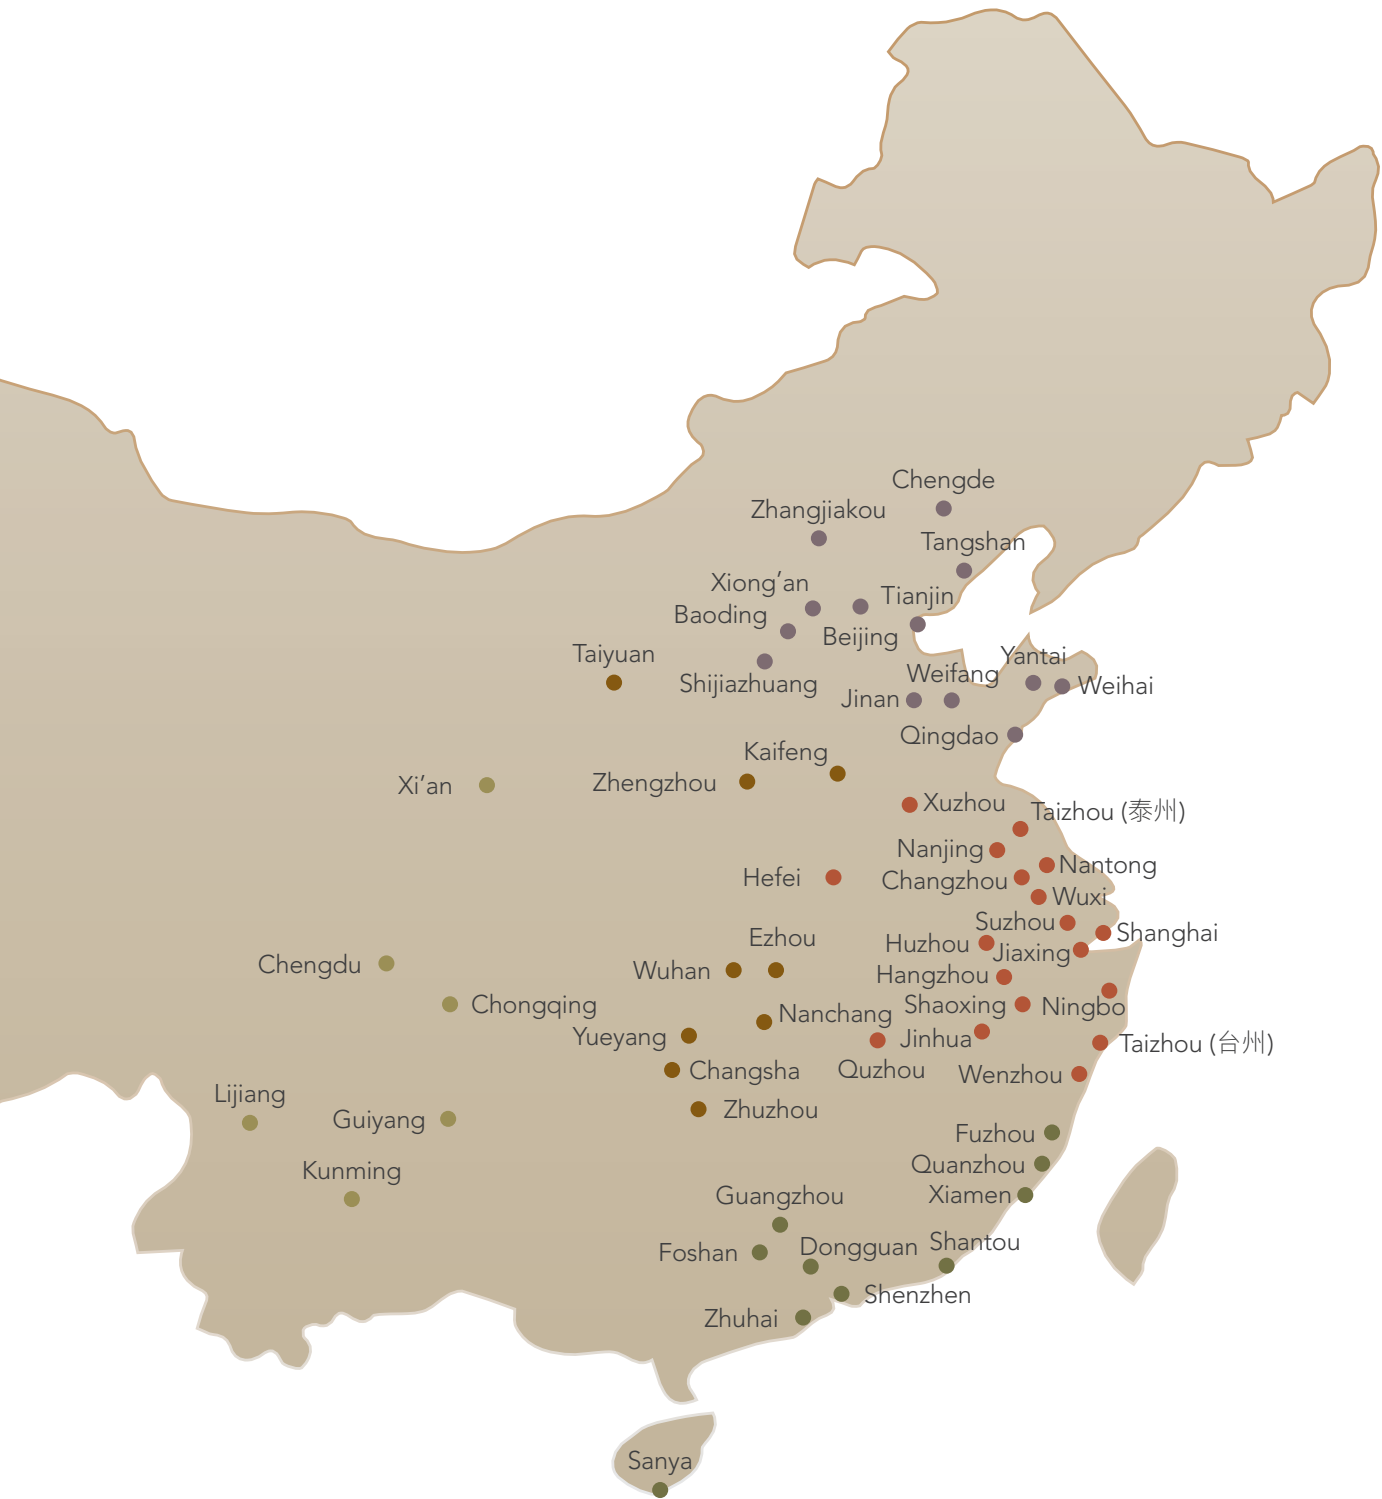 Chengde
Zhangjiakou
Tangshan
Xiong’an
Tianjin
Baoding
Beijing
Taiyuan
Yantai
Weifang
Shijiazhuang
Weihai
Jinan
Qingdao
Kaifeng
Zhengzhou
Xi’an
Xuzhou
Taizhou (泰州)
Nanjing
Nantong
Hefei
Changzhou
Wuxi
Suzhou
Shanghai
Ezhou
Huzhou
Jiaxing
Chengdu
Wuhan
Hangzhou
Chongqing
Shaoxing
Ningbo
Nanchang
Yueyang
Jinhua
Taizhou (台州)
Changsha
Quzhou
Wenzhou
Lijiang
Zhuzhou
Guiyang
Fuzhou
Quanzhou
Kunming
Guangzhou
Xiamen
Shantou
Dongguan
Foshan
Shenzhen
Zhuhai
Sanya